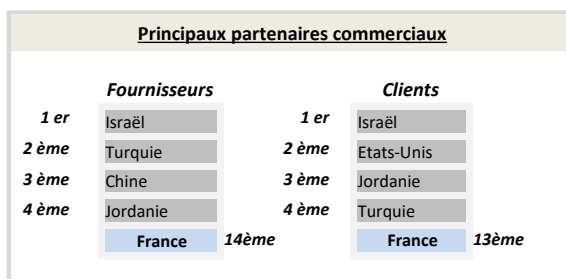 Principaux partenaires commerciaux
Fournisseurs Clients
1 er Israël 1 er Israël
2 ème Turquie 2 ème Etats-Unis
3 ème Chine 3 ème Jordanie
4 ème Jordanie 4 ème Turquie
France 14ème France 13ème